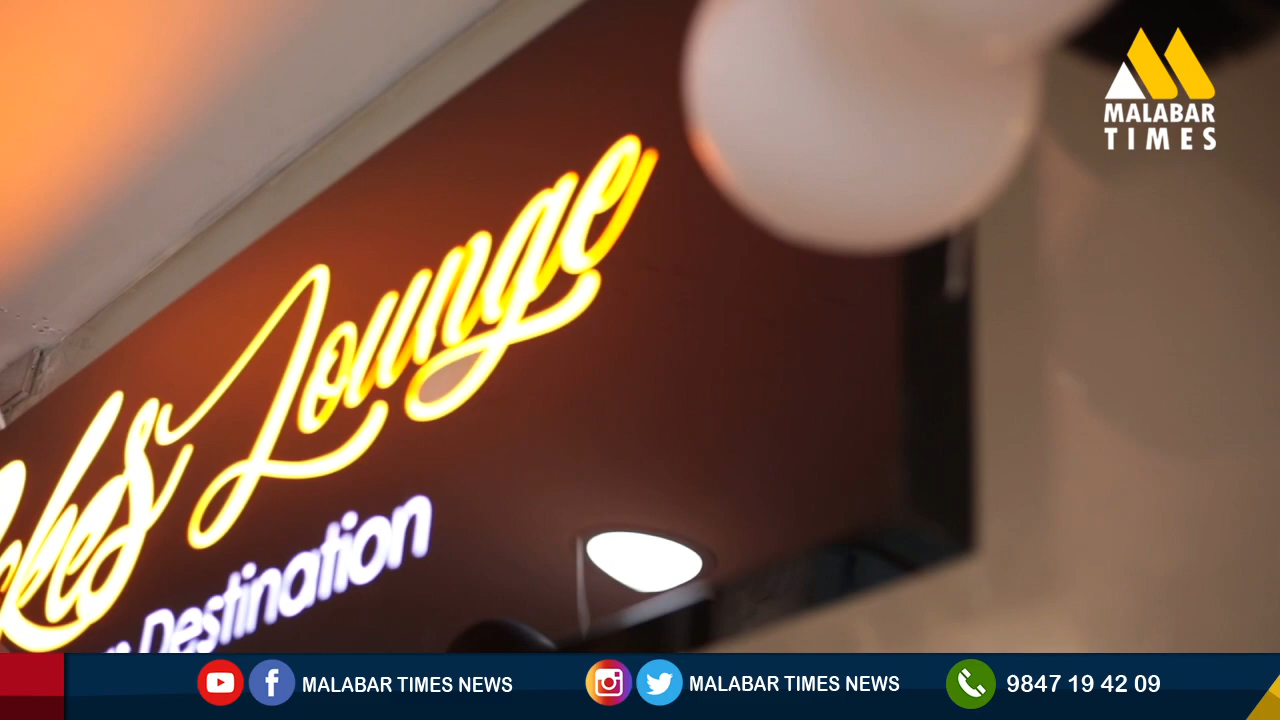 MALABAR
TIMES
Lounge
Destination
MALABAR TIMES NEWS
MALABAR TIMES NEWS
9847 19 42 09